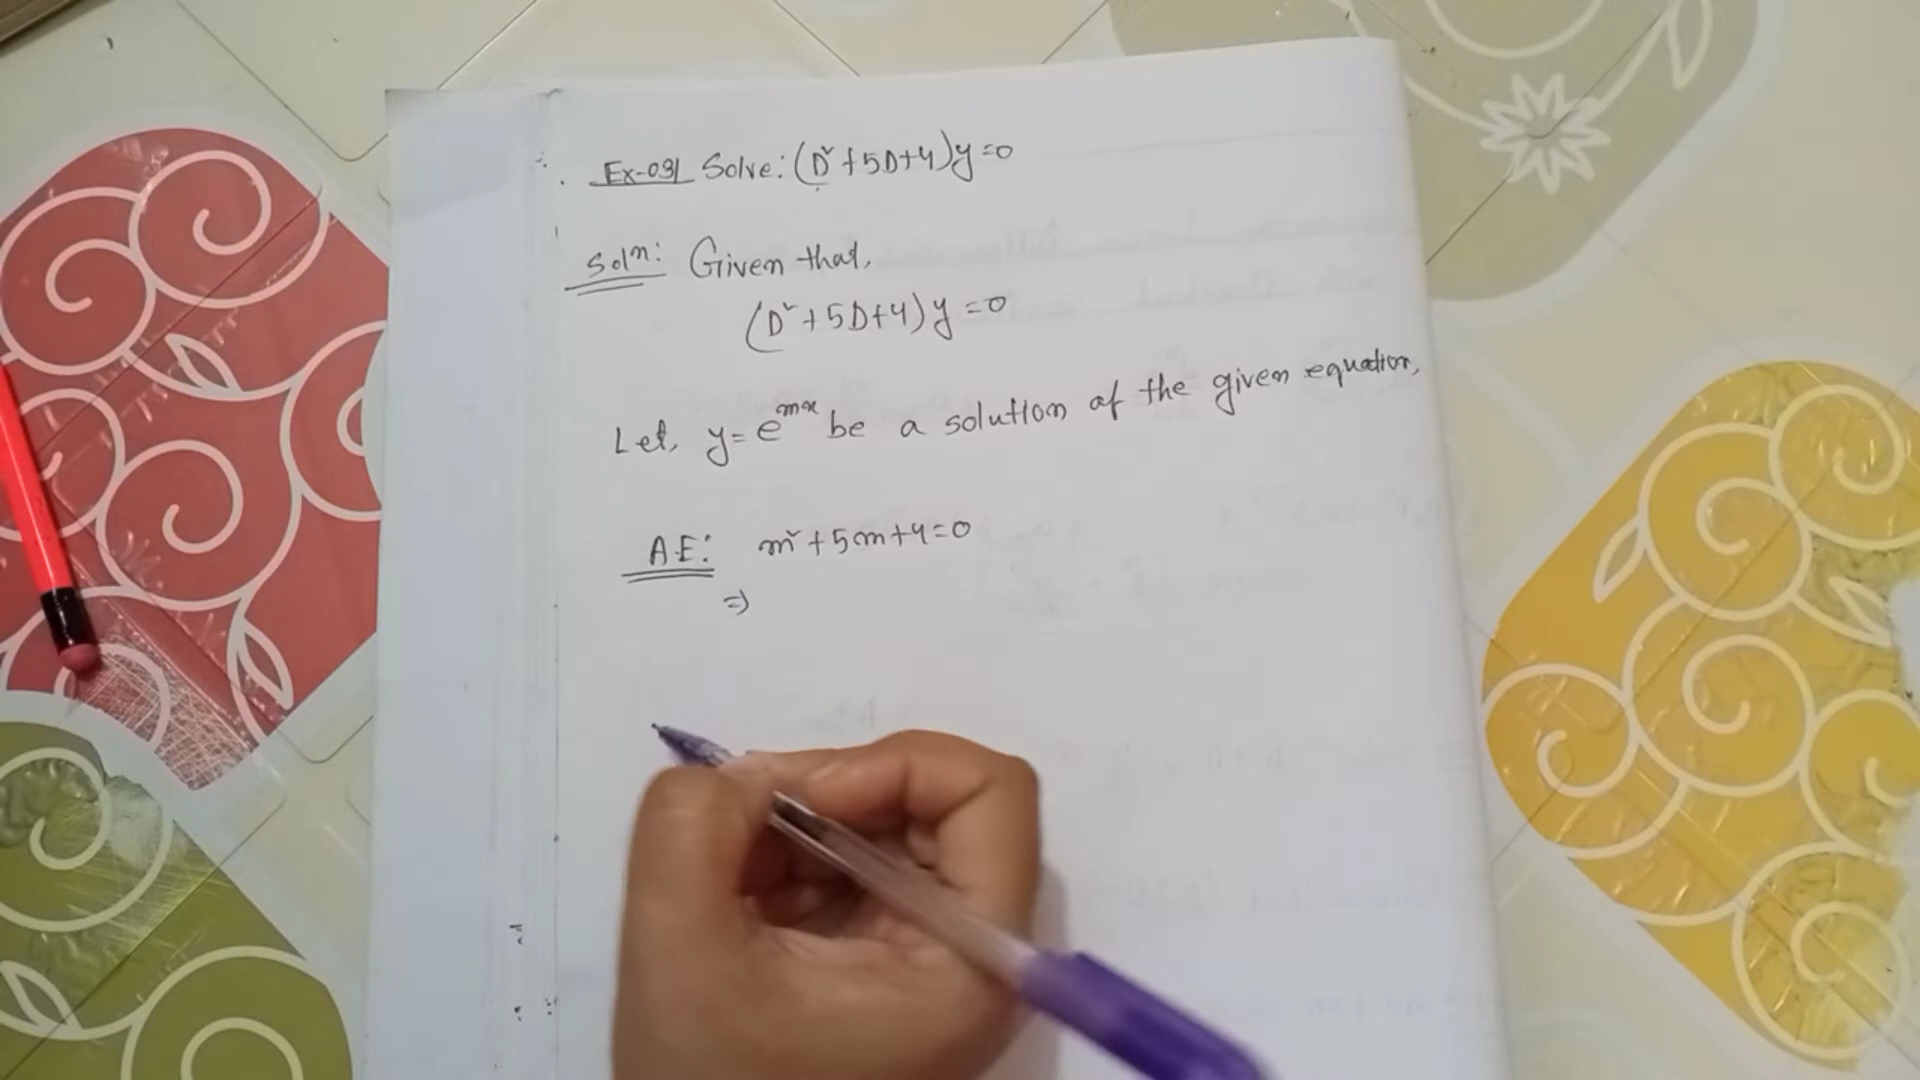 Ex-03| Solve: (D² + 5D + 4)y = 0
Solⁿ: Given that,
(D² + 5D + 4) y = 0
Let, y = e^mx be a solution of the given equation,
A.E: m² + 5m + 4 = 0
⇒